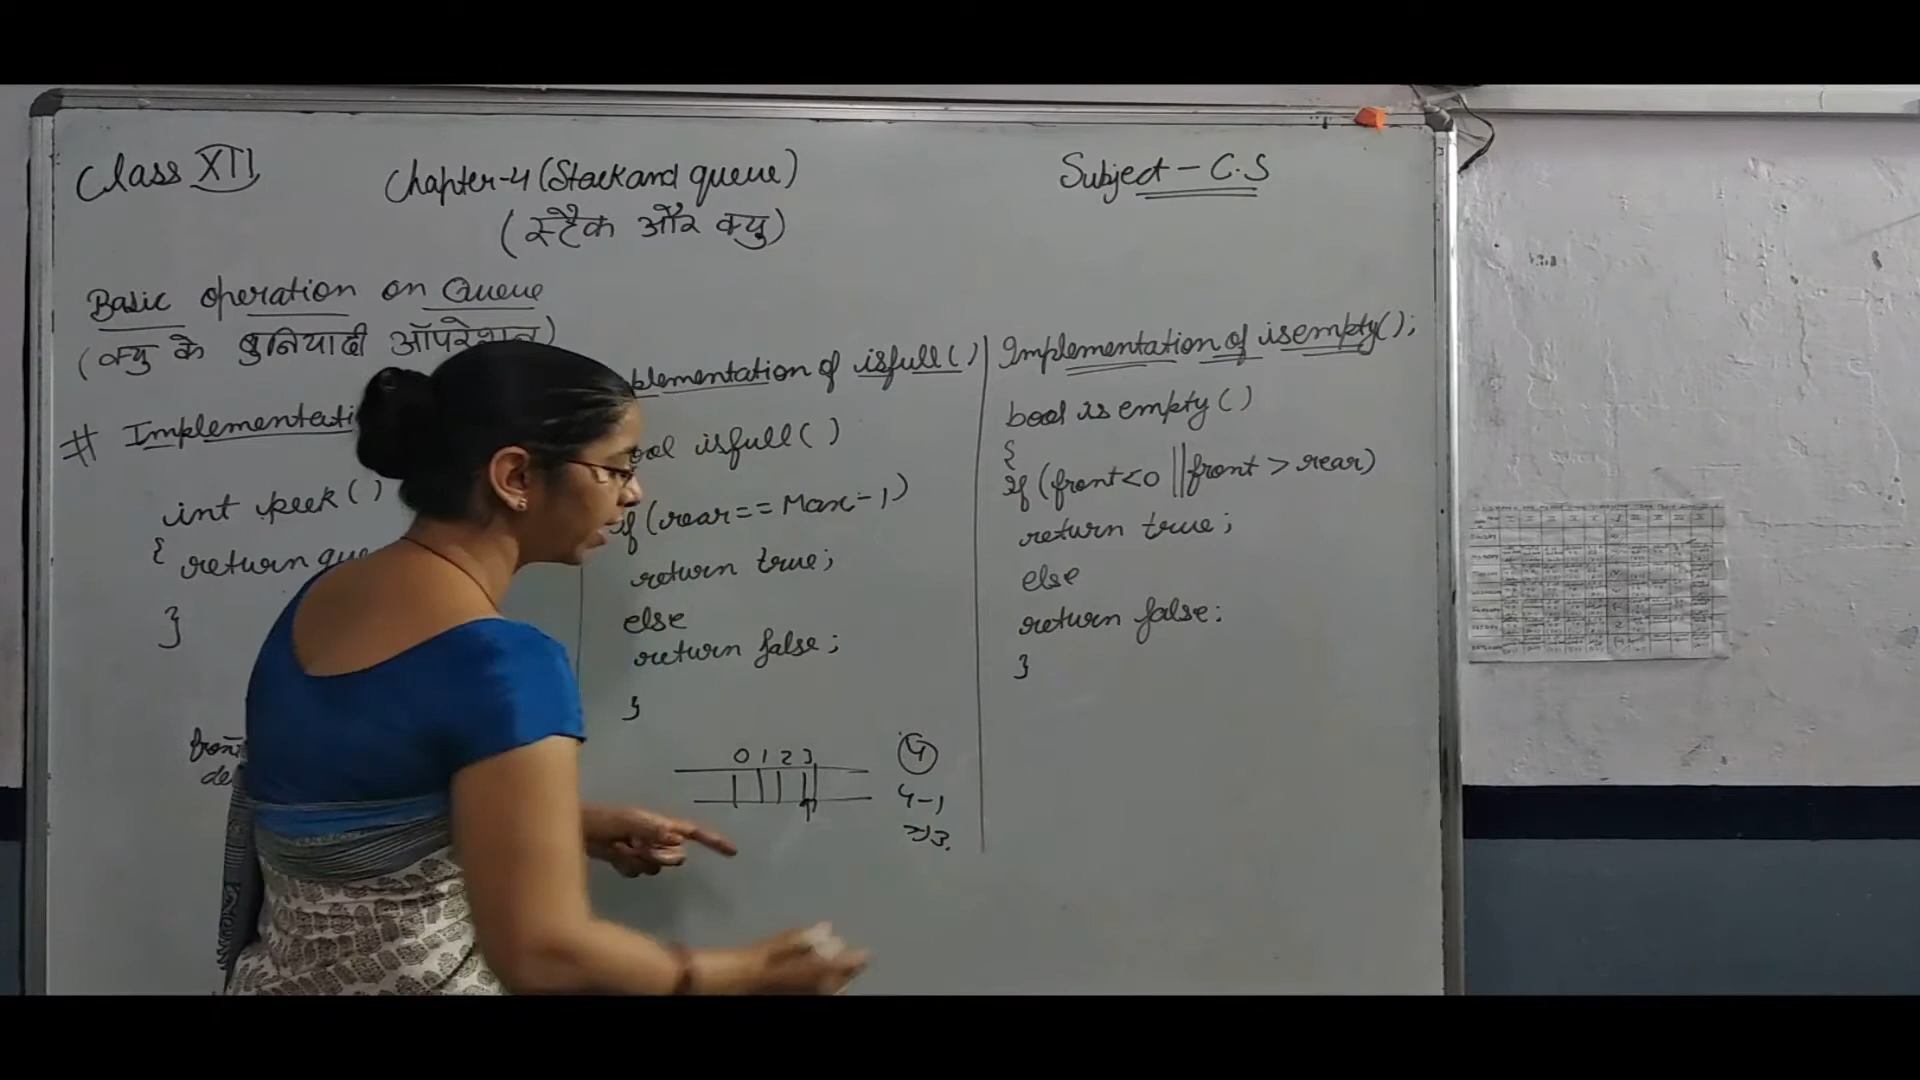 Class XII
Chapter-4 (Stack and queue)
(स्टैक और क्यु)
Subject - C.S
Basic operation on Queue
(क्यु के बुनियादी ऑपरेशन)
# Implementati
int peek()
{ return que
}
front
de
plementation of isfull()
ool isfull()
if (rear == Max-1)
return true;
else
return false;
}
0 1 2 3
4
4-1
=)3.
Implementation of isempty();
bool is empty()
{
if (front<0 || front > rear)
return true;
else
return false:
}